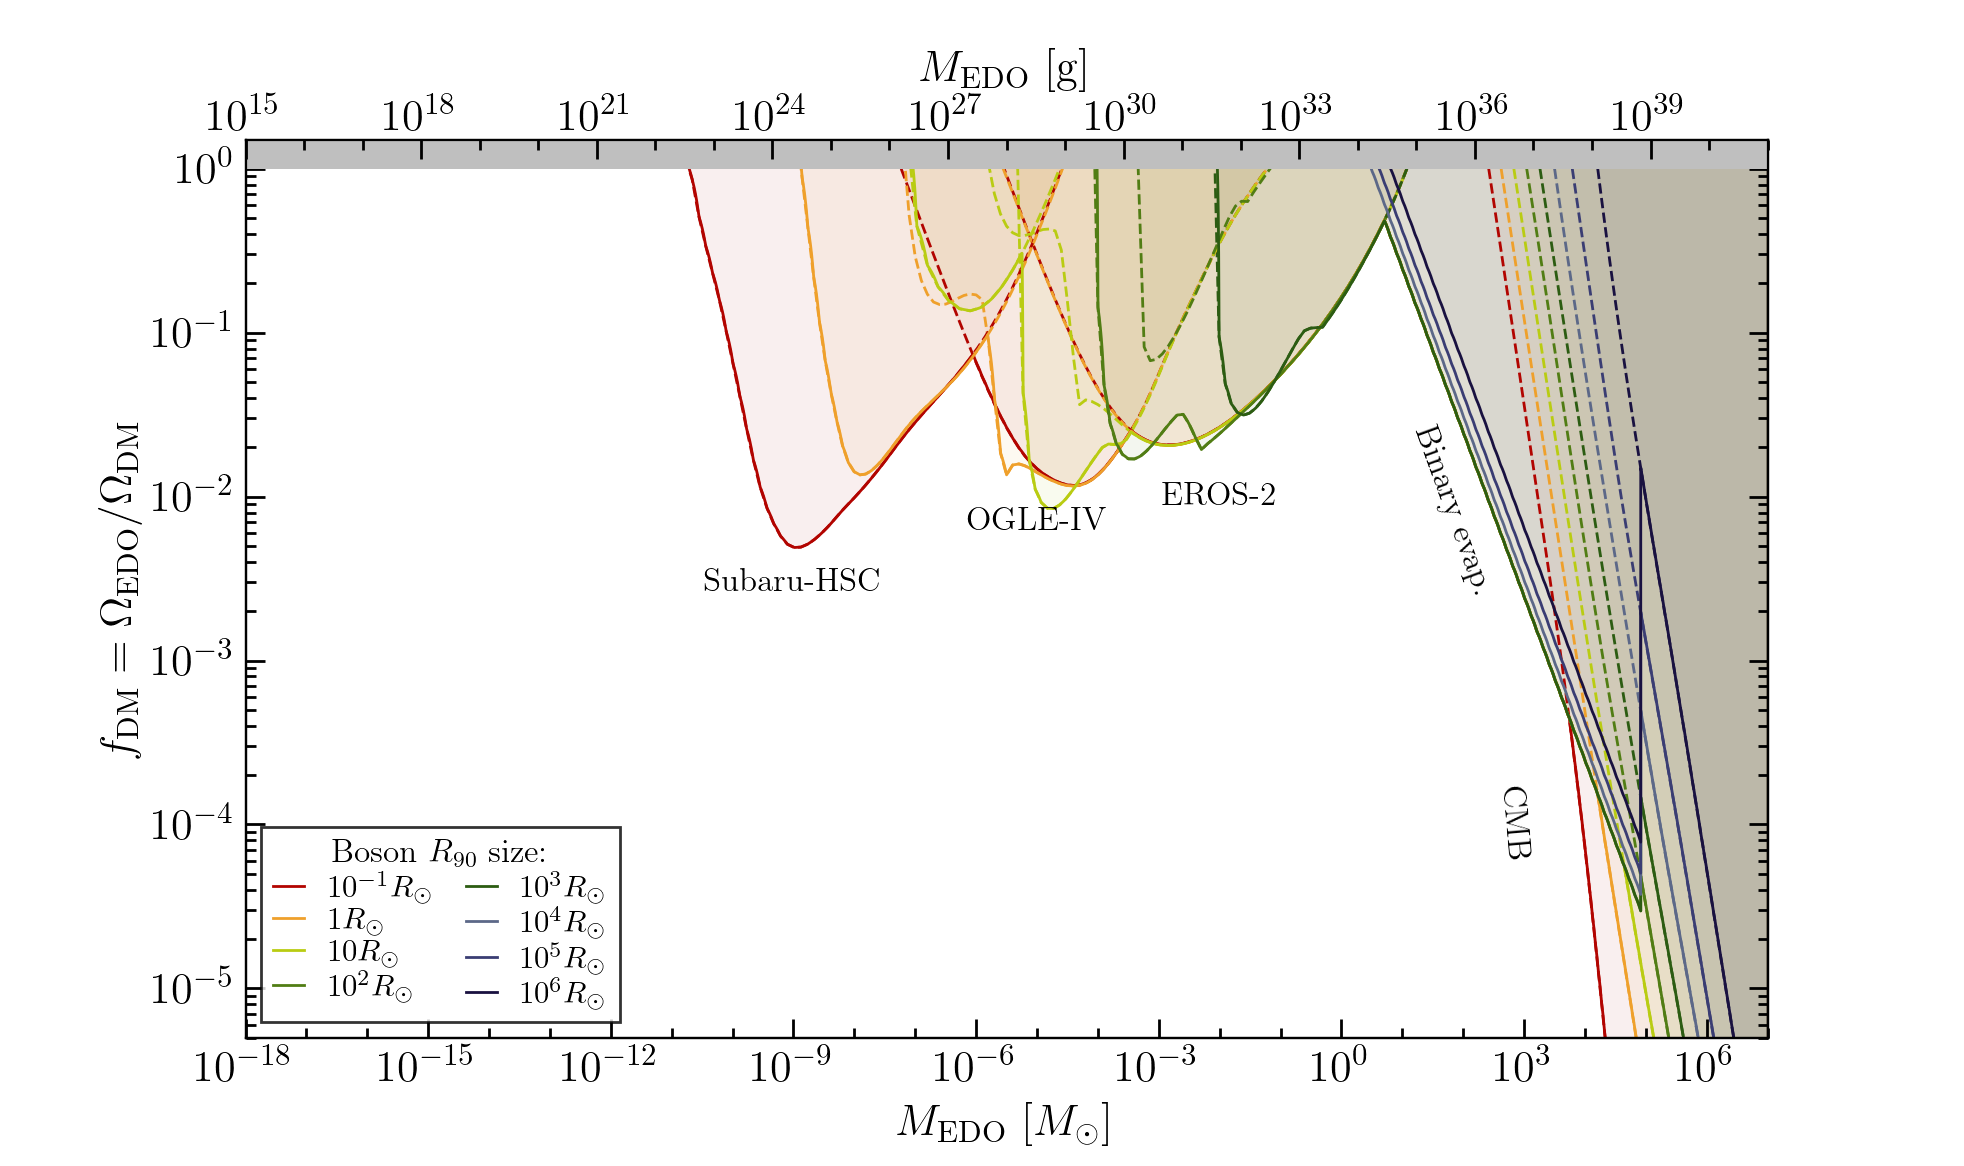 M_EDO [g]
10^15 10^18 10^21 10^24 10^27 10^30 10^33 10^36 10^39
10^0
10^-1
10^-2
10^-3
10^-4
10^-5
f_DM = Ω_EDO/Ω_DM
Binary evap.
EROS-2
OGLE-IV
Subaru-HSC
CMB
Boson R_90 size:
10^-1 R_⊙
1R_⊙
10R_⊙
10^2 R_⊙
10^3 R_⊙
10^4 R_⊙
10^5 R_⊙
10^6 R_⊙
10^-18 10^-15 10^-12 10^-9 10^-6 10^-3 10^0 10^3 10^6
M_EDO [M_⊙]